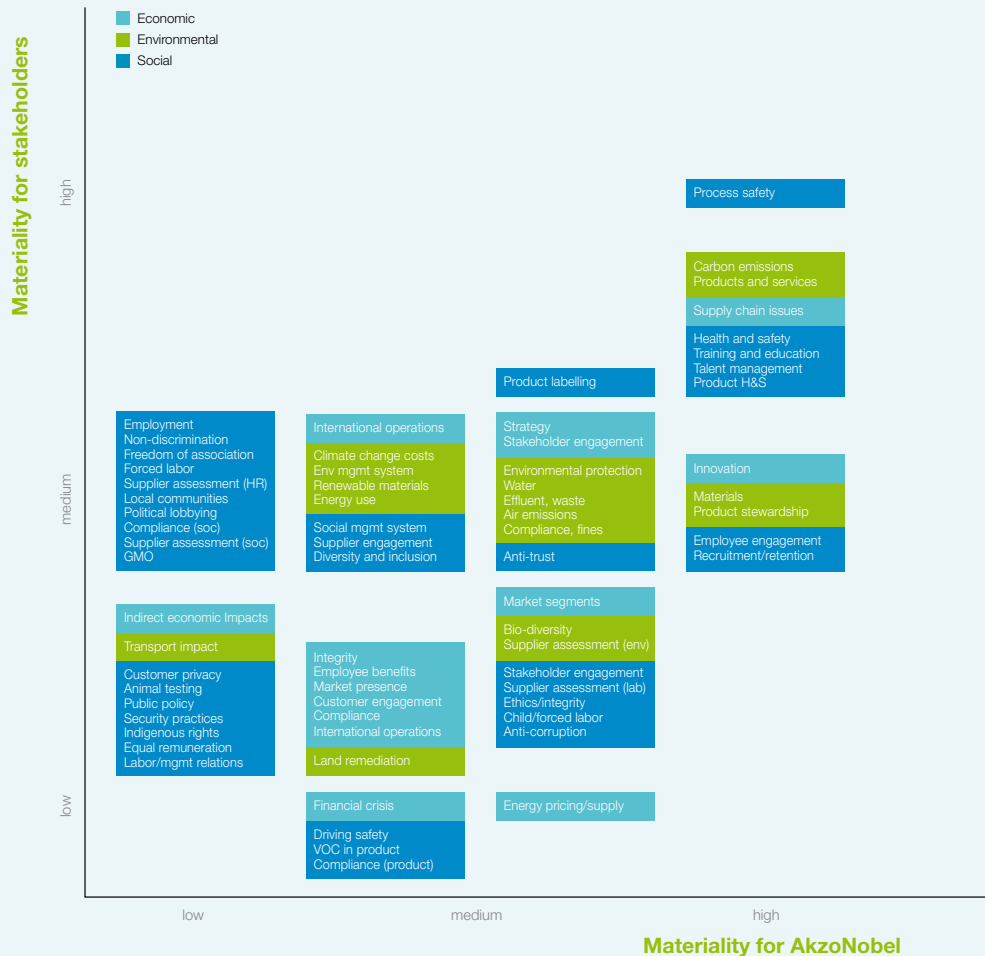 Economic
Environmental
Social
Materiality for stakeholders
high
medium
low
Process safety
Carbon emissions
Products and services
Supply chain issues
Health and safety
Training and education
Talent management
Product H&S
Product labelling
Employment
Non-discrimination
Freedom of association
Forced labor
Supplier assessment (HR)
Local communities
Political lobbying
Compliance (soc)
Supplier assessment (soc)
GMO
International operations
Climate change costs
Env mgmt system
Renewable materials
Energy use
Social mgmt system
Supplier engagement
Diversity and inclusion
Strategy
Stakeholder engagement
Environmental protection
Water
Effluent, waste
Air emissions
Compliance, fines
Anti-trust
Innovation
Materials
Product stewardship
Employee engagement
Recruitment/retention
Indirect economic Impacts
Transport impact
Customer privacy
Animal testing
Public policy
Security practices
Indigenous rights
Equal remuneration
Labor/mgmt relations
Integrity
Employee benefits
Market presence
Customer engagement
Compliance
International operations
Land remediation
Market segments
Bio-diversity
Supplier assessment (env)
Stakeholder engagement
Supplier assessment (lab)
Ethics/integrity
Child/forced labor
Anti-corruption
Financial crisis
Driving safety
VOC in product
Compliance (product)
Energy pricing/supply
low
medium
high
Materiality for AkzoNobel